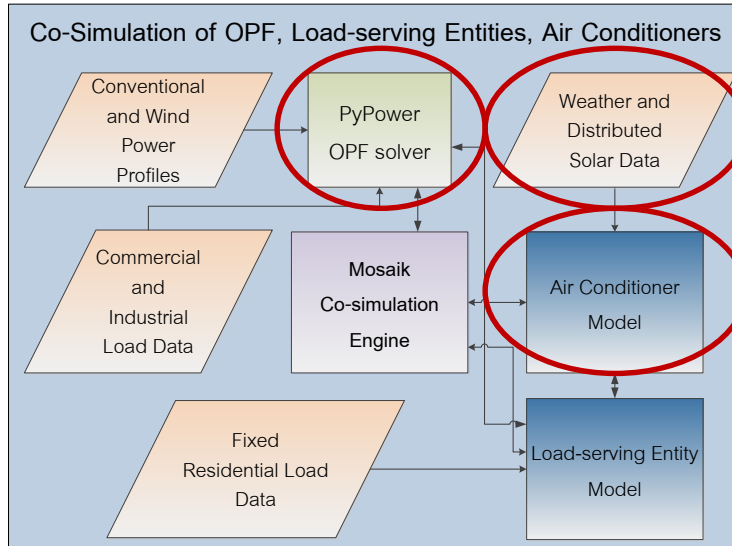 Co-Simulation of OPF, Load-serving Entities, Air Conditioners
Conventional
and Wind
Power
Profiles
PyPower
OPF solver
Weather and
Distributed
Solar Data
Commercial
and
Industrial
Load Data
Mosaik
Co-simulation
Engine
Air Conditioner
Model
Fixed
Residential Load
Data
Load-serving Entity
Model